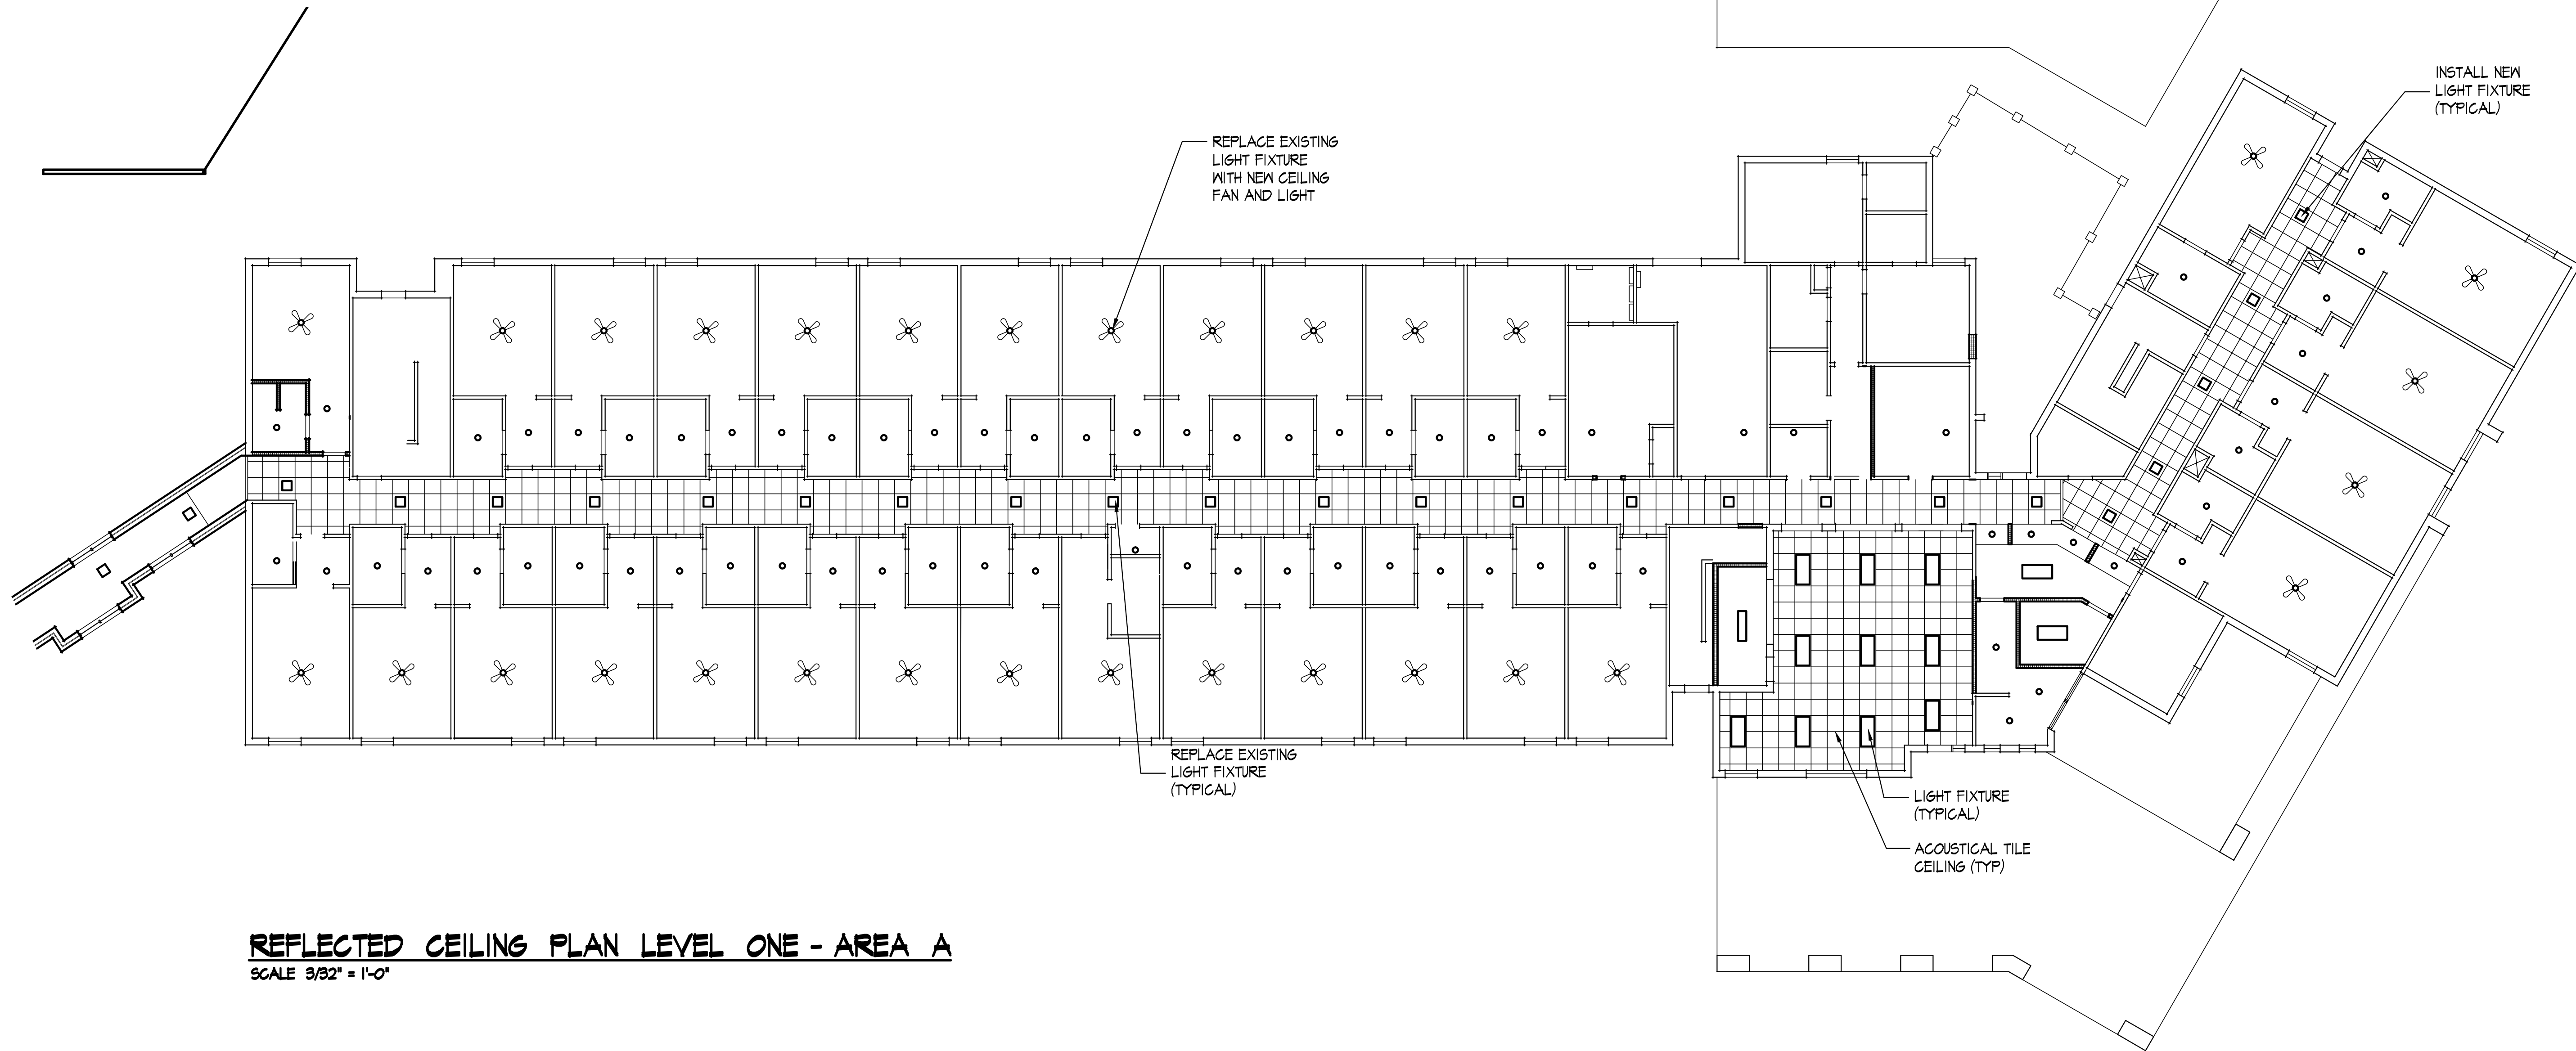 INSTALL NEW
LIGHT FIXTURE
(TYPICAL)
REPLACE EXISTING
LIGHT FIXTURE
WITH NEW CEILING
FAN AND LIGHT
REPLACE EXISTING
LIGHT FIXTURE
(TYPICAL)
LIGHT FIXTURE
(TYPICAL)
ACOUSTICAL TILE
CEILING (TYP)
REFLECTED CEILING PLAN LEVEL ONE - AREA A
SCALE 3/32" = 1'-0"